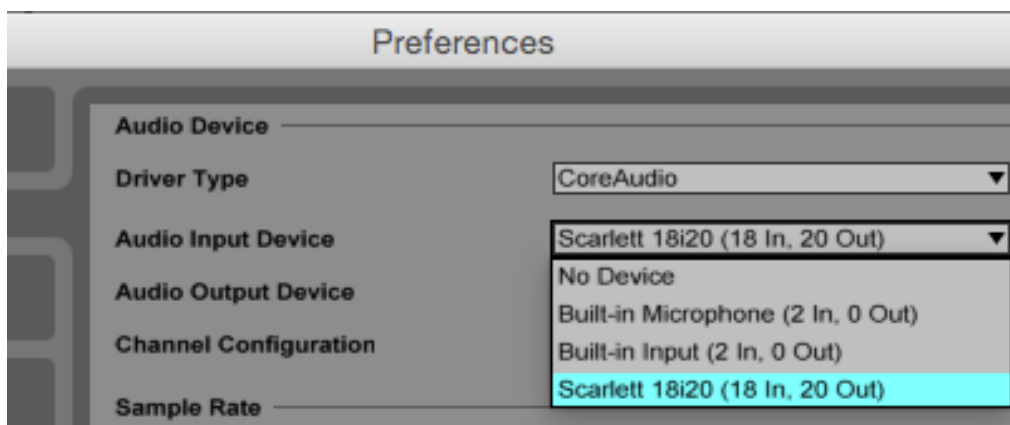 Preferences
Audio Device
Driver Type
CoreAudio
Audio Input Device
Scarlett 18i20 (18 In, 20 Out)
No Device
Audio Output Device
Built-in Microphone (2 In, 0 Out)
Channel Configuration
Built-in Input (2 In, 0 Out)
Scarlett 18i20 (18 In, 20 Out)
Sample Rate